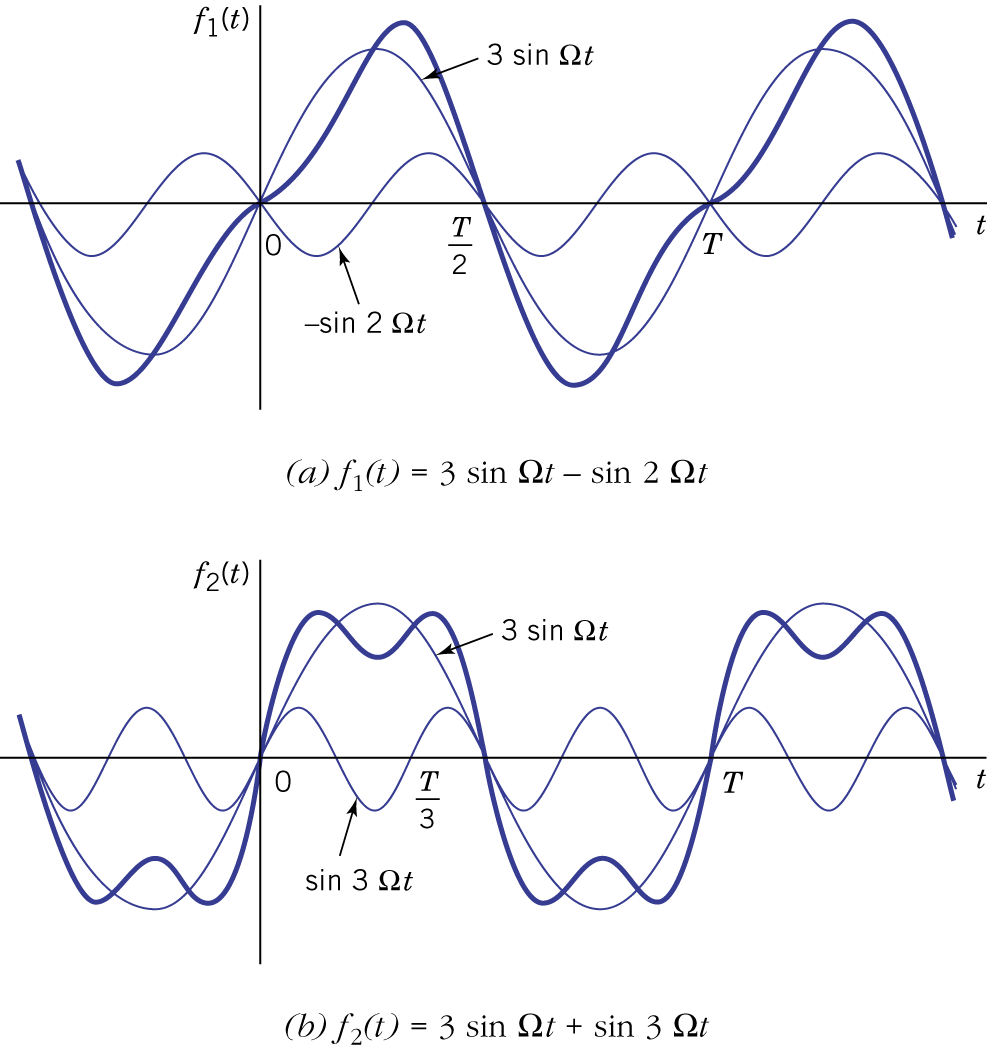 f₁(t)
3 sin Ωt
0
T/2
T
t
–sin 2 Ωt
(a) f₁(t) = 3 sin Ωt – sin 2 Ωt
f₂(t)
3 sin Ωt
0
T/3
T
t
sin 3 Ωt
(b) f₂(t) = 3 sin Ωt + sin 3 Ωt